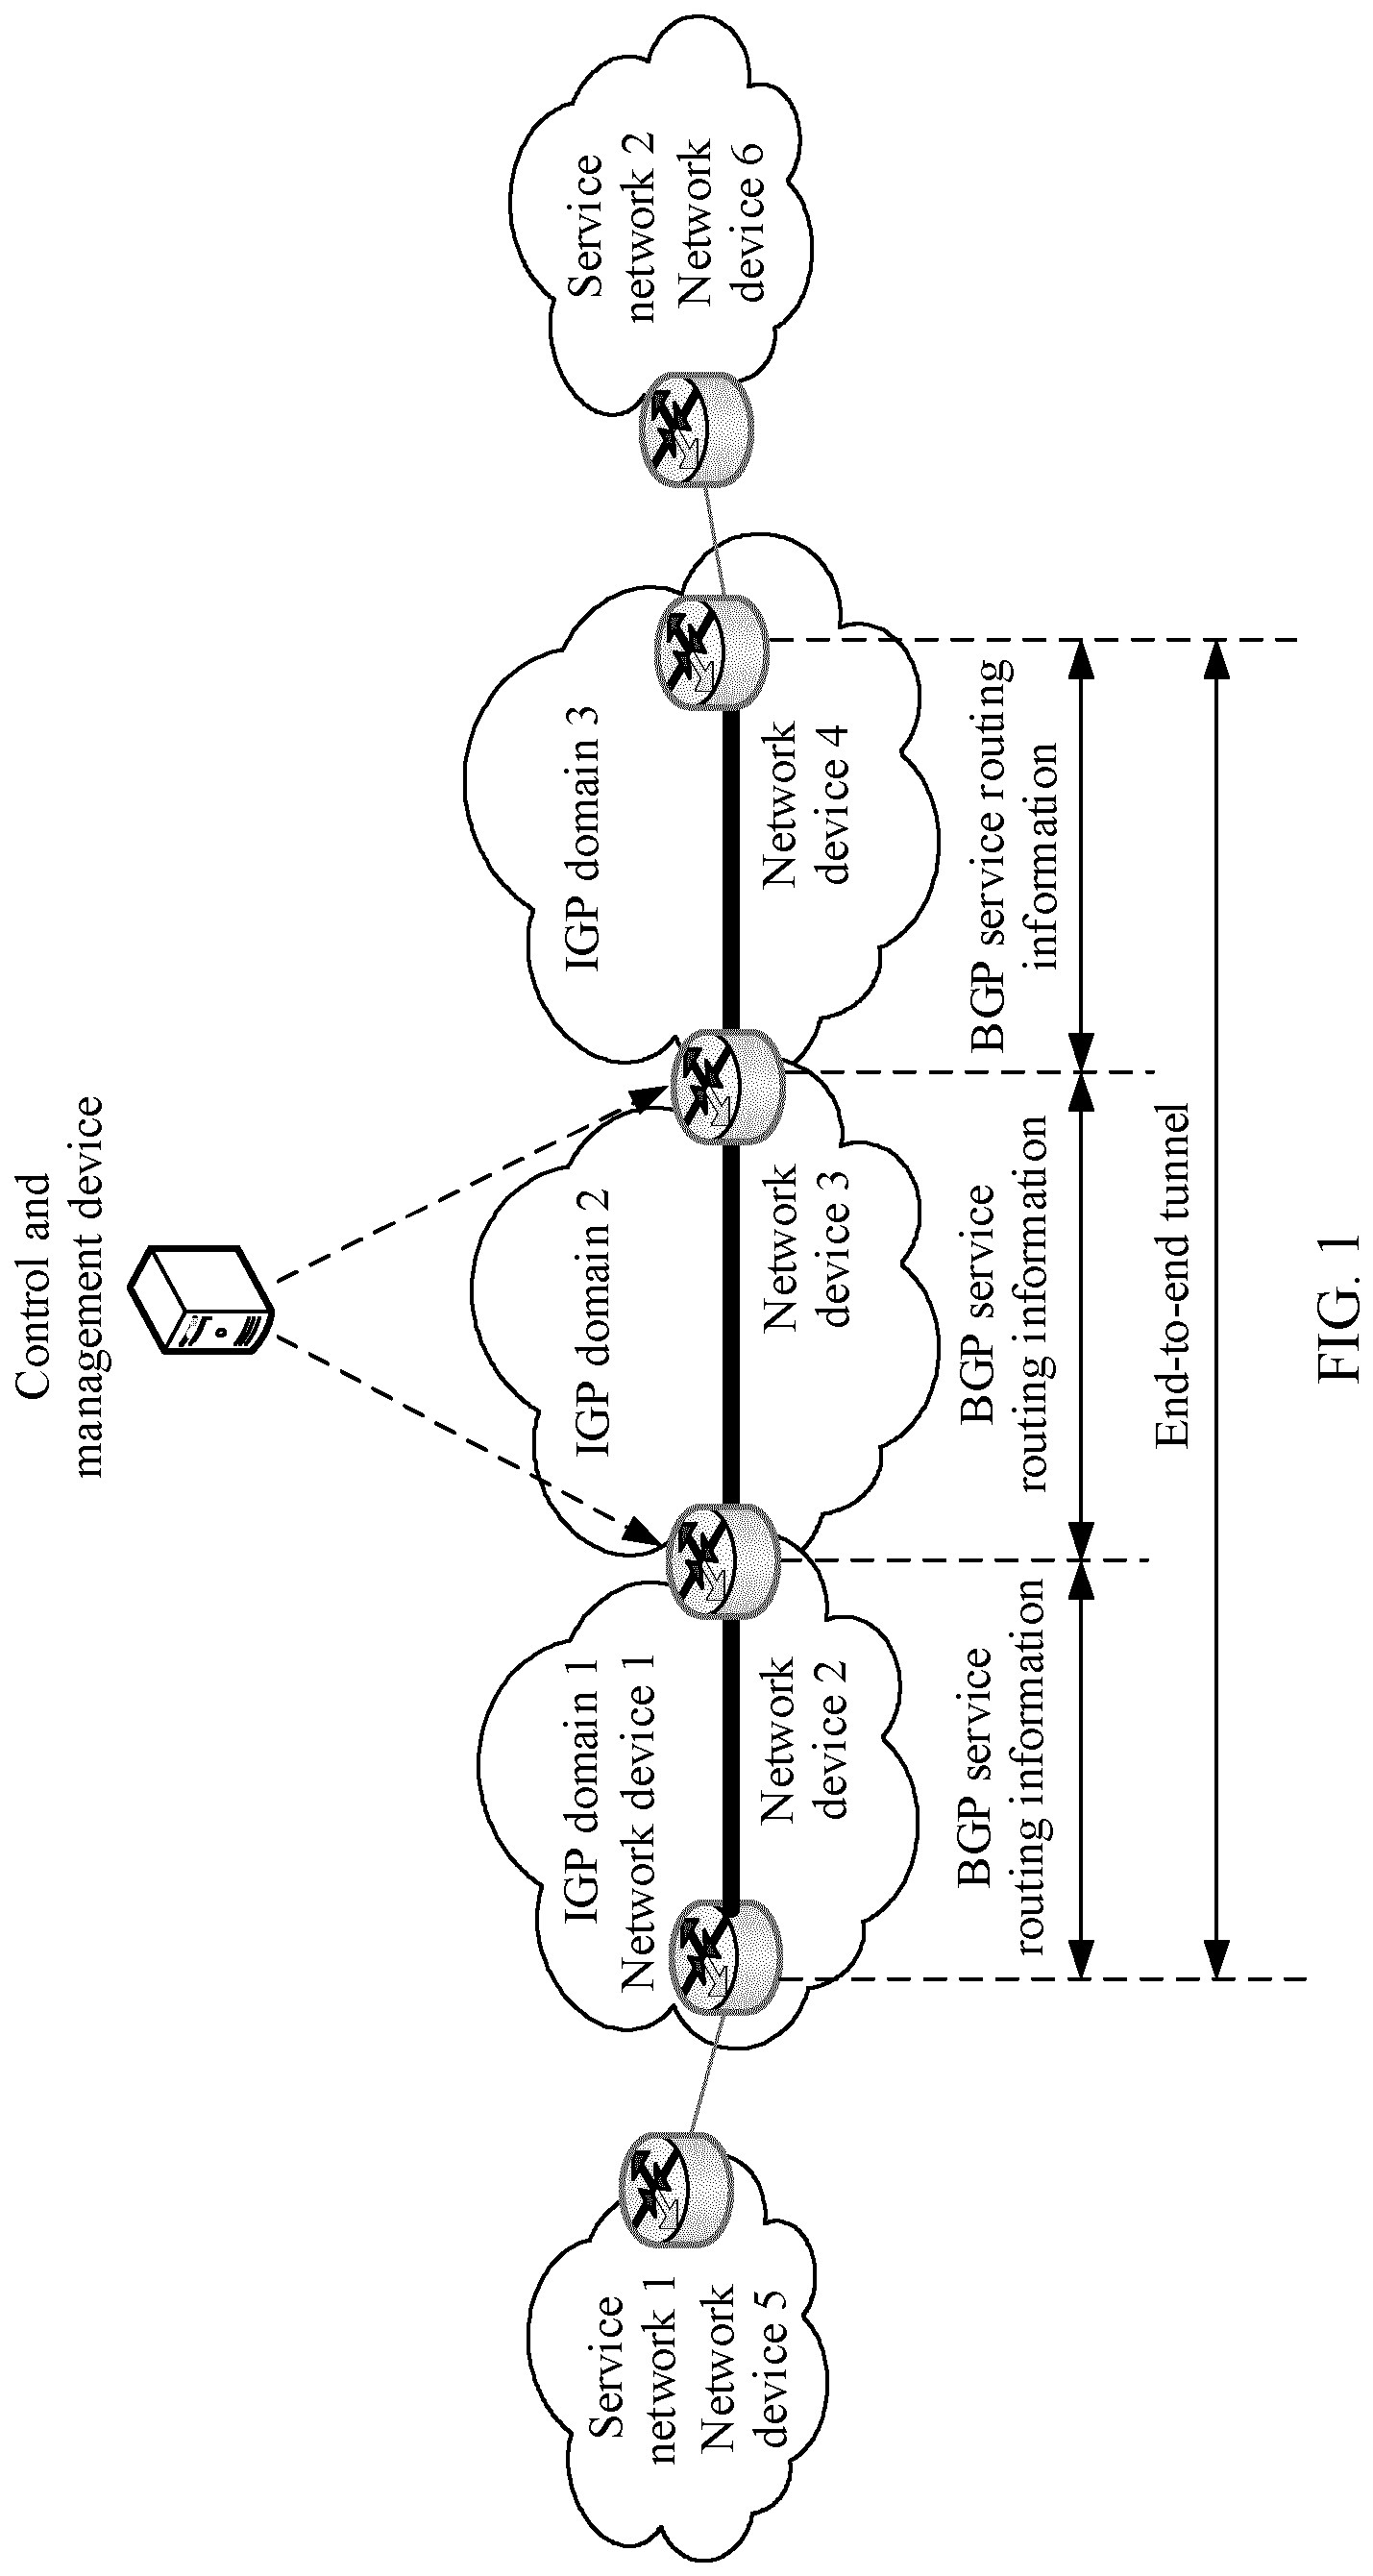 Control and
management device
Service
network 1
Network
device 5
IGP domain 1
Network device 1
Network
device 2
IGP domain 2
Network
device 3
IGP domain 3
Network
device 4
Service
network 2
Network
device 6
BGP service
routing information
BGP service
routing information
BGP service routing
information
End-to-end tunnel
FIG. 1